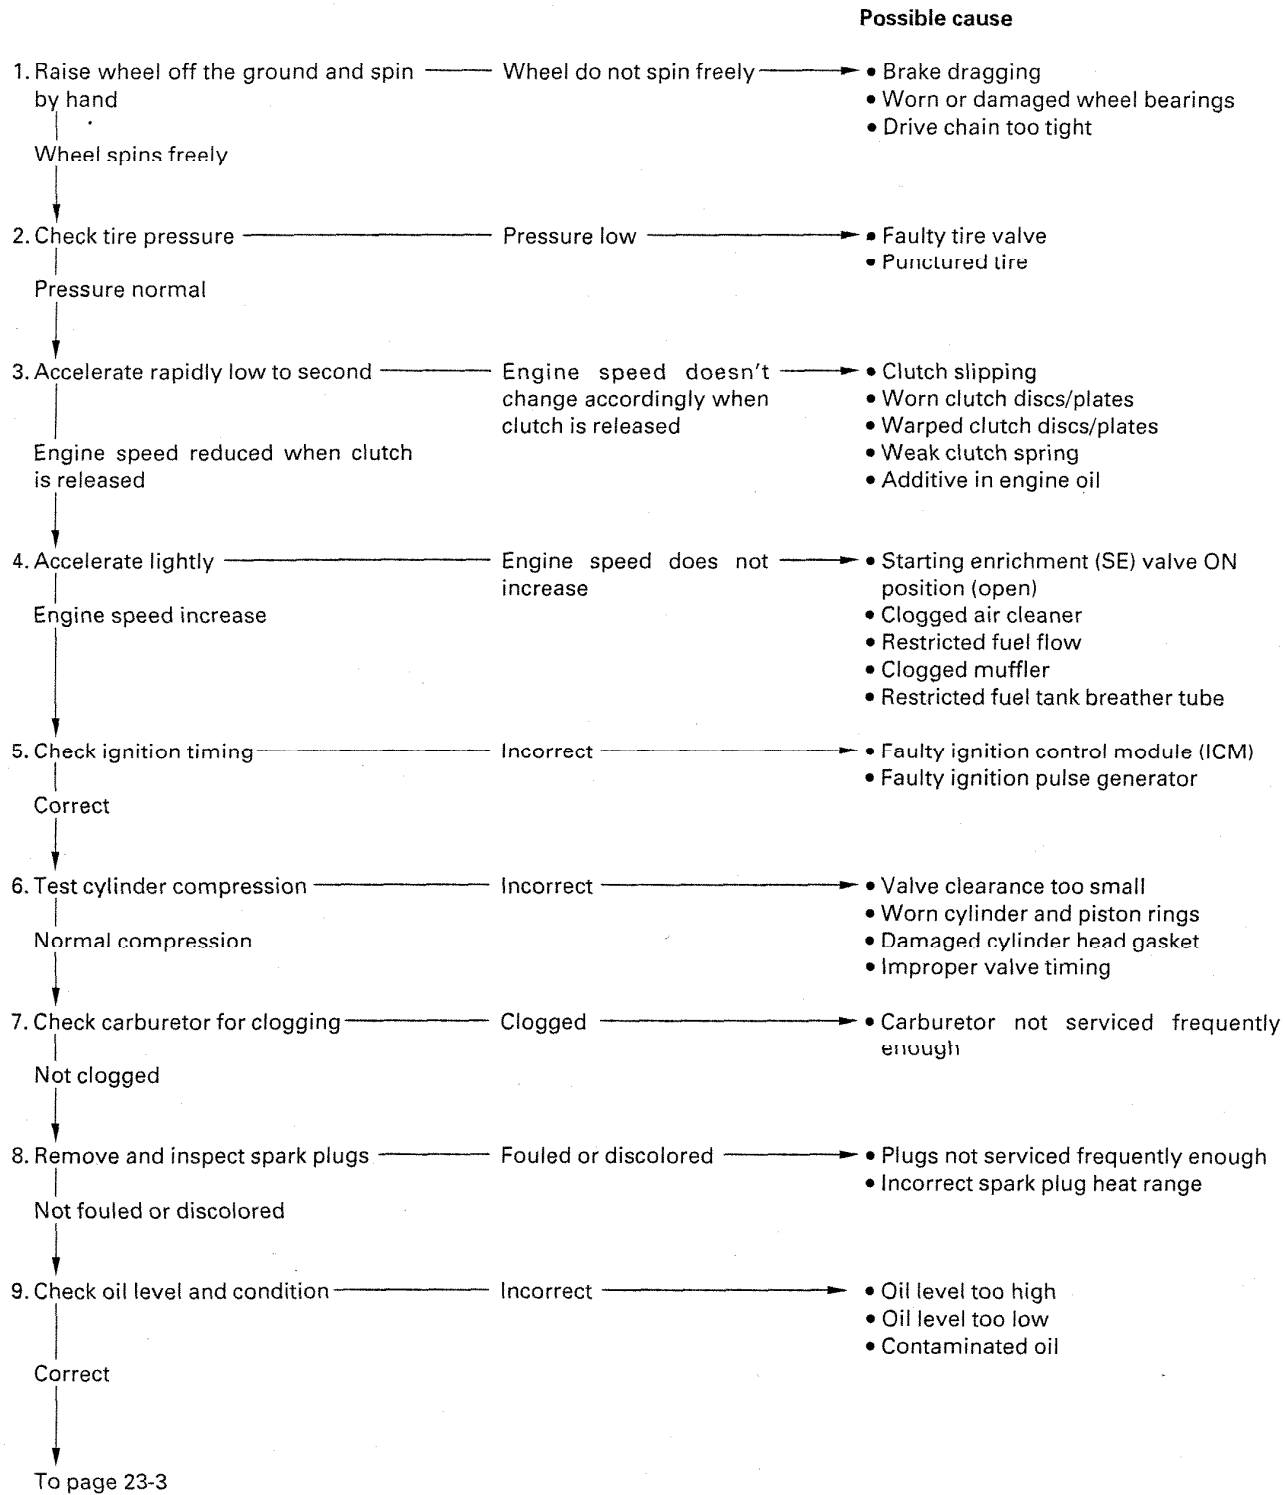 Possible cause
1. Raise wheel off the ground and spin by hand
Wheel do not spin freely
• Brake dragging
• Worn or damaged wheel bearings
• Drive chain too tight
Wheel spins freely
2. Check tire pressure
Pressure low
• Faulty tire valve
• Punctured tire
Pressure normal
3. Accelerate rapidly low to second
Engine speed doesn't
change accordingly when
clutch is released
• Clutch slipping
• Worn clutch discs/plates
• Warped clutch discs/plates
• Weak clutch spring
• Additive in engine oil
Engine speed reduced when clutch
is released
4. Accelerate lightly
Engine speed does not
increase
• Starting enrichment (SE) valve ON
position (open)
• Clogged air cleaner
• Restricted fuel flow
• Clogged muffler
• Restricted fuel tank breather tube
Engine speed increase
5. Check ignition timing
Incorrect
• Faulty ignition control module (ICM)
• Faulty ignition pulse generator
Correct
6. Test cylinder compression
Incorrect
• Valve clearance too small
• Worn cylinder and piston rings
• Damaged cylinder head gasket
• Improper valve timing
Normal compression
7. Check carburetor for clogging
Clogged
• Carburetor not serviced frequently
enough
Not clogged
8. Remove and inspect spark plugs
Fouled or discolored
• Plugs not serviced frequently enough
• Incorrect spark plug heat range
Not fouled or discolored
9. Check oil level and condition
Incorrect
• Oil level too high
• Oil level too low
• Contaminated oil
Correct
To page 23-3